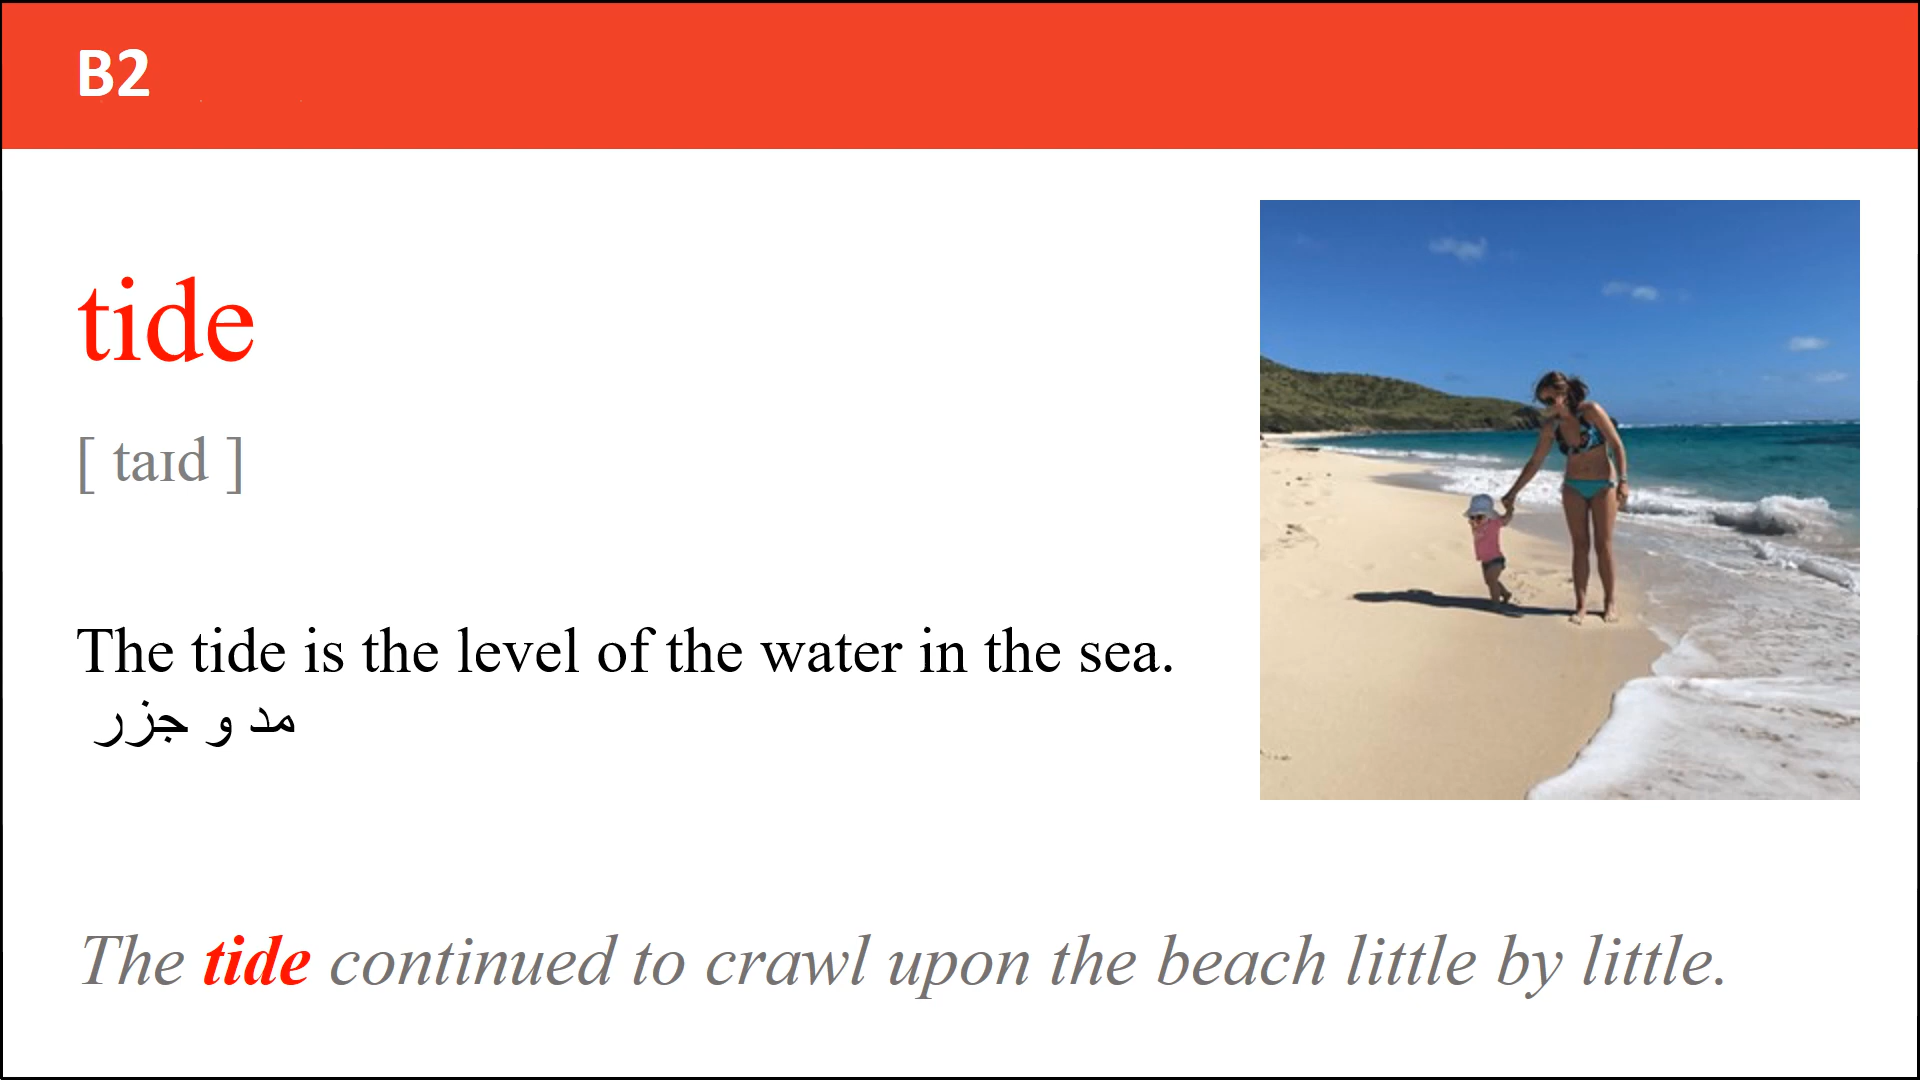 B2
tide
[ taɪd ]
The tide is the level of the water in the sea.
مد و جزر
The tide continued to crawl upon the beach little by little.